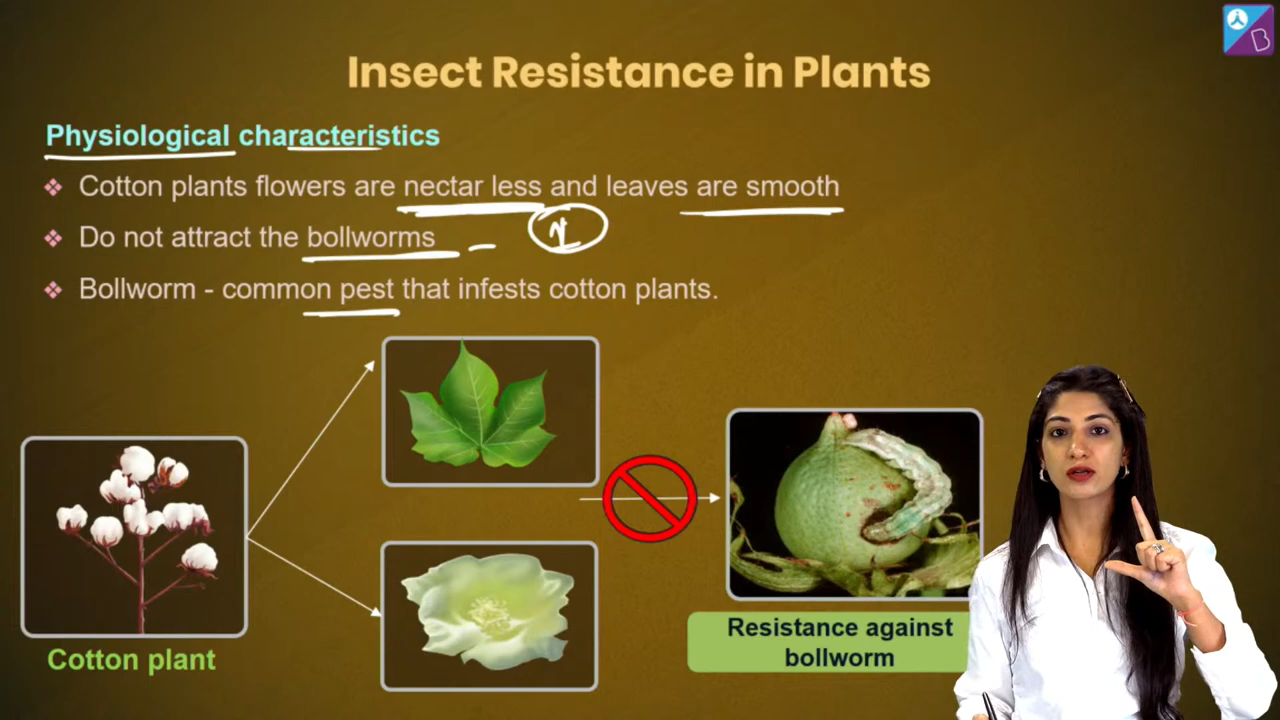 Insect Resistance in Plants
Physiological characteristics
❖ Cotton plants flowers are nectar less and leaves are smooth
❖ Do not attract the bollworms
❖ Bollworm - common pest that infests cotton plants.
Cotton plant
Resistance against
bollworm